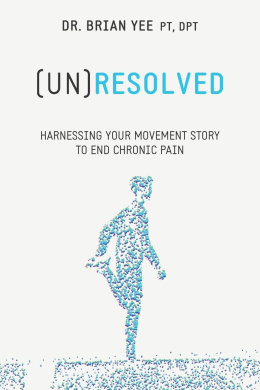 DR. BRIAN YEE PT, DPT
(UN)RESOLVED
HARNESSING YOUR MOVEMENT STORY
TO END CHRONIC PAIN